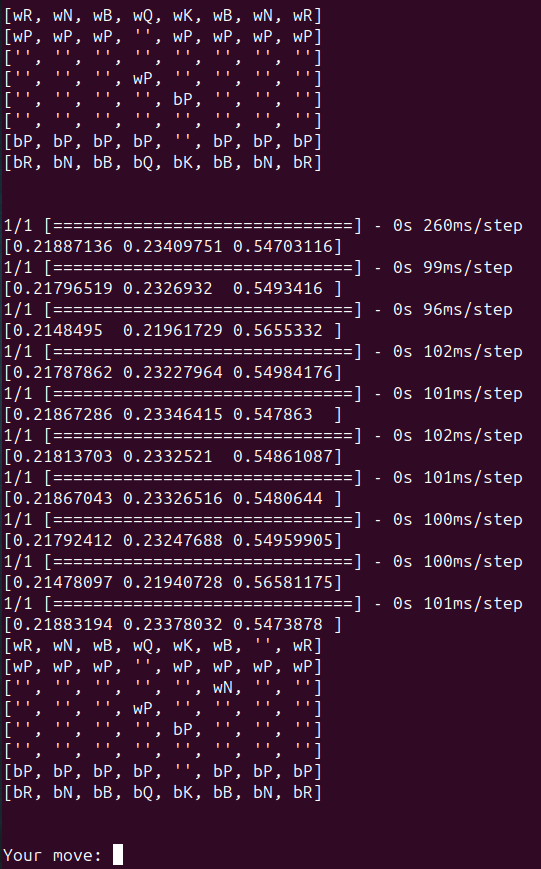 [wR, wN, wB, wQ, wK, wB, wN, wR]
[wP, wP, wP, '', wP, wP, wP, wP]
['', '', '', '', '', '', '', '']
['', '', '', wP, '', '', '', '']
['', '', '', '', bP, '', '', '']
['', '', '', '', '', '', '', '']
[bP, bP, bP, bP, '', bP, bP, bP]
[bR, bN, bB, bQ, bK, bB, bN, bR]
1/1 [==============================] - 0s 260ms/step
[0.21887136 0.23409751 0.54703116]
1/1 [==============================] - 0s 99ms/step
[0.21796519 0.2326932  0.5493416 ]
1/1 [==============================] - 0s 96ms/step
[0.2148495  0.21961729 0.5655332 ]
1/1 [==============================] - 0s 102ms/step
[0.21787862 0.23227964 0.54984176]
1/1 [==============================] - 0s 101ms/step
[0.21867286 0.23346415 0.547863  ]
1/1 [==============================] - 0s 102ms/step
[0.21813703 0.2332521  0.54861087]
1/1 [==============================] - 0s 101ms/step
[0.21867043 0.23326516 0.5480644 ]
1/1 [==============================] - 0s 100ms/step
[0.21792412 0.23247688 0.54959905]
1/1 [==============================] - 0s 100ms/step
[0.21478097 0.21940728 0.56581175]
1/1 [==============================] - 0s 101ms/step
[0.21883194 0.23378032 0.5473878 ]
[wR, wN, wB, wQ, wK, wB, '', wR]
[wP, wP, wP, '', wP, wP, wP, wP]
['', '', '', '', '', wN, '', '']
['', '', '', wP, '', '', '', '']
['', '', '', '', bP, '', '', '']
['', '', '', '', '', '', '', '']
[bP, bP, bP, bP, '', bP, bP, bP]
[bR, bN, bB, bQ, bK, bB, bN, bR]
Your move: